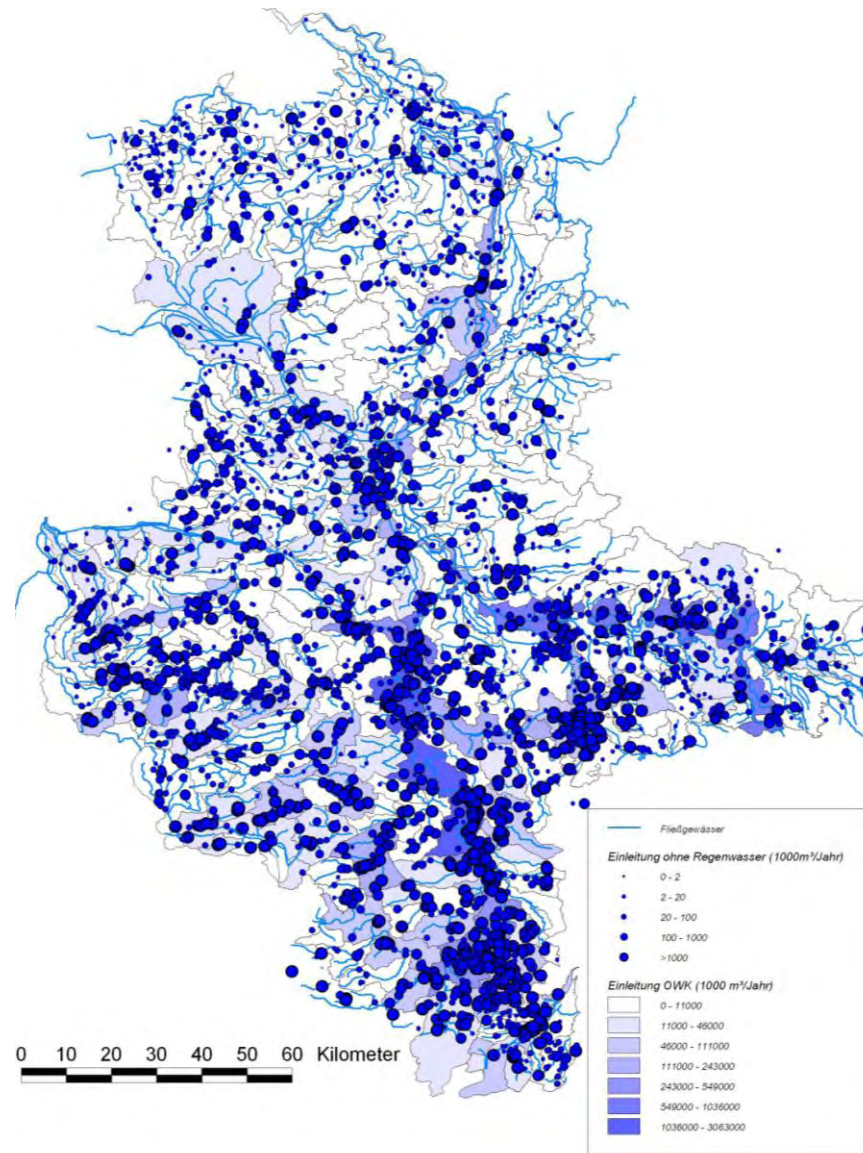 Fließgewässer
Einleitung ohne Regenwasser (1000m³/Jahr)
0 - 2
2 - 20
20 - 100
100 - 1000
>1000
Einleitung OWK (1000 m³/Jahr)
0 - 11000
11000 - 46000
46000 - 111000
111000 - 243000
243000 - 549000
549000 - 1036000
1036000 - 3063000
0 10 20 30 40 50 60 Kilometer